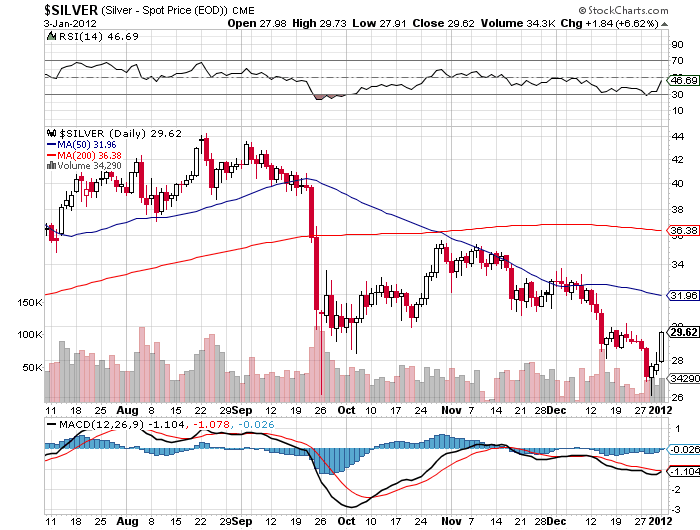 $SILVER (Silver - Spot Price (EOD)) CME © StockCharts.com
3-Jan-2012 Open 27.98 High 29.73 Low 27.91 Close 29.62 Volume 34.3K Chg +1.84 (+6.62%)
RSI(14) 46.69
90
70
50
46.69
30
10
$SILVER (Daily) 29.62
MA(50) 31.96
MA(200) 36.38
Volume 34,290
44
43
42
41
40
39
38
37
36.38
36
34
31.96
150K
100K
29.62
28
50K
34290
26
11 18 25 Aug 8 15 22 Sep 12 19 26 Oct 10 17 24 Nov 7 14 21 28 Dec 12 19 27 2012
MACD(12,26,9) -1.104, -1.078, -0.026
1
-0.026
-1.104
-2
-3
11 18 25 Aug 8 15 22 Sep 12 19 26 Oct 10 17 24 Nov 7 14 21 28 Dec 12 19 27 2012